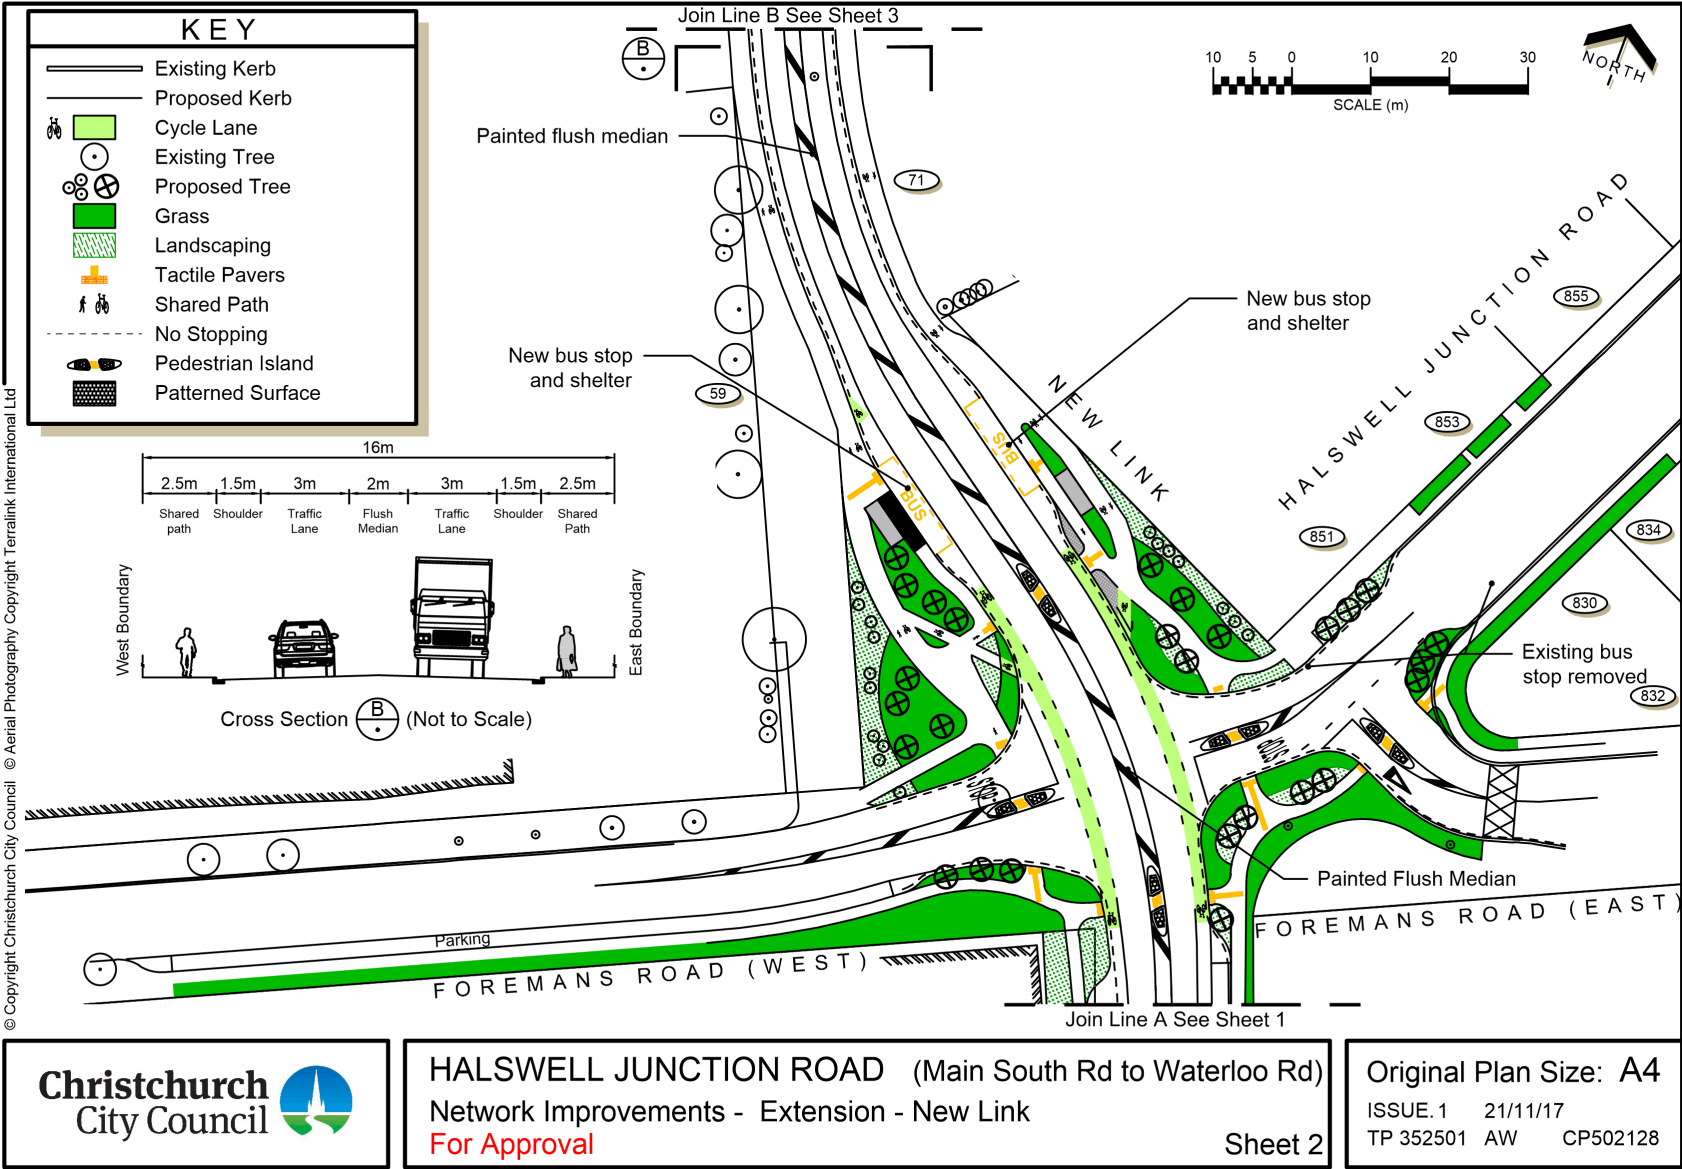 Join Line B See Sheet 3
KEY
Existing Kerb
Proposed Kerb
Cycle Lane
Existing Tree
Proposed Tree
Grass
Landscaping
Tactile Pavers
Shared Path
No Stopping
Pedestrian Island
Patterned Surface
B
10 5 0 10 20 30
SCALE (m)
NORTH
Painted flush median
71
New bus stop
and shelter
New bus stop
and shelter
59
NEW LINK
HALSWELL JUNCTION ROAD
855
853
851
834
830
832
BUS
BUS
Existing bus
stop removed
16m
2.5m 1.5m 3m 2m 3m 1.5m 2.5m
Shared
path
Shoulder
Traffic
Lane
Flush
Median
Traffic
Lane
Shoulder
Shared
Path
West Boundary
East Boundary
Cross Section B (Not to Scale)
STOP
Painted Flush Median
FOREMANS ROAD (EAST)
Parking
FOREMANS ROAD (WEST)
Join Line A See Sheet 1
© Copyright Christchurch City Council © Aerial Photography Copyright Terralink International Ltd
Christchurch
City Council
HALSWELL JUNCTION ROAD (Main South Rd to Waterloo Rd)
Network Improvements - Extension - New Link
For Approval
Sheet 2
Original Plan Size: A4
ISSUE.1 21/11/17
TP 352501 AW CP502128